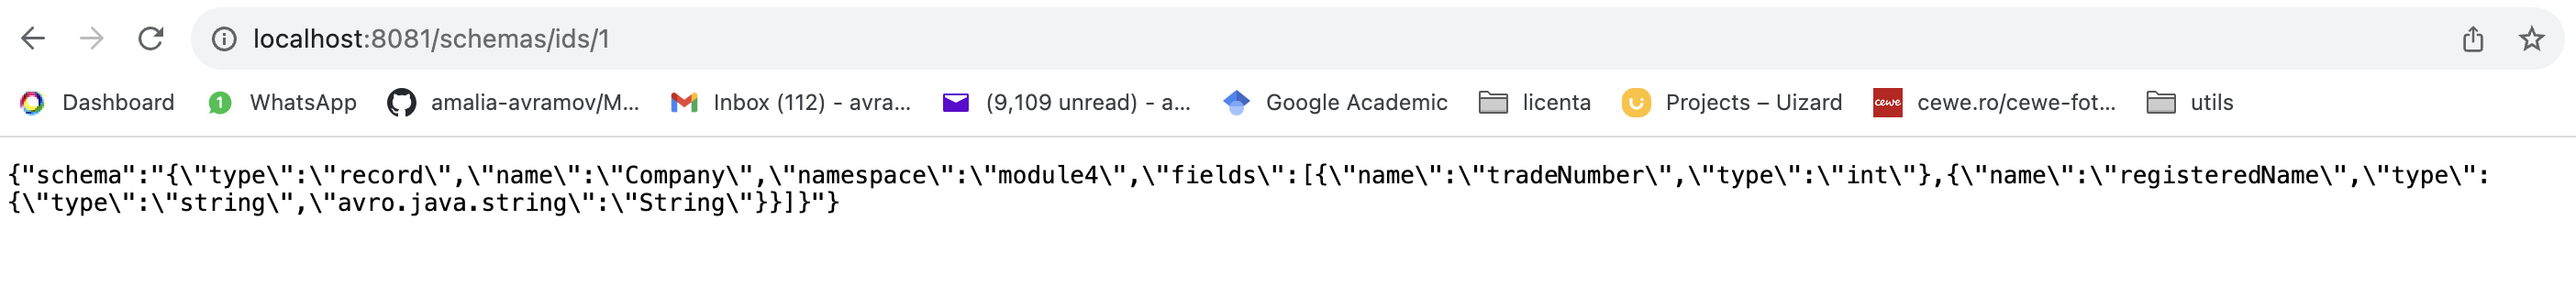 localhost:8081/schemas/ids/1
Dashboard 1 WhatsApp amalia-avramov/M... Inbox (112) - avra... (9,109 unread) - a... Google Academic licenta Projects – Uizard cewe cewe.ro/cewe-fot... utils
{"schema":"{\"type\":\"record\",\"name\":\"Company\",\"namespace\":\"module4\",\"fields\":[{\"name\":\"tradeNumber\",\"type\":\"int\"},{\"name\":\"registeredName\",\"type\":
{\"type\":\"string\",\"avro.java.string\":\"String\"}}]}"}